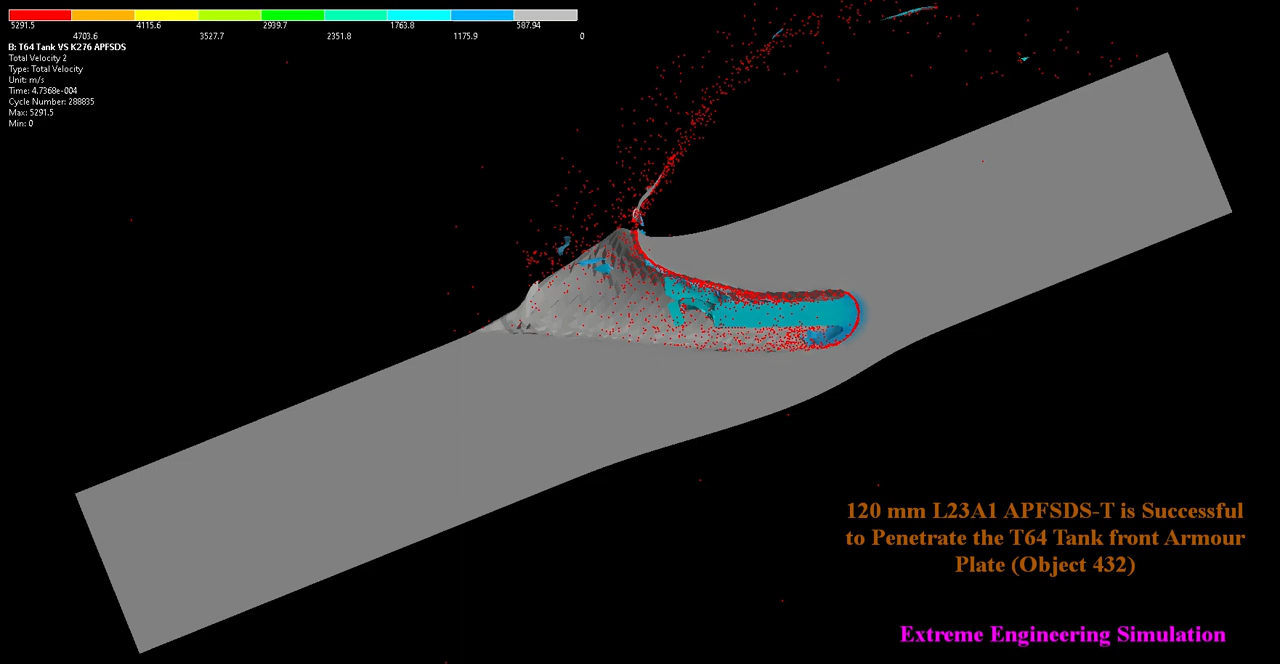 5291.5 4115.6 2939.7 1763.8 587.94
4703.6 3527.7 2351.8 1175.9 0
B: T64 Tank VS K276 APFSDS
Total Velocity 2
Type: Total Velocity
Unit: m/s
Time: 4.7368e-004
Cycle Number: 288835
Max: 5291.5
Min: 0
120 mm L23A1 APFSDS-T is Successful
to Penetrate the T64 Tank front Armour
Plate (Object 432)
Extreme Engineering Simulation